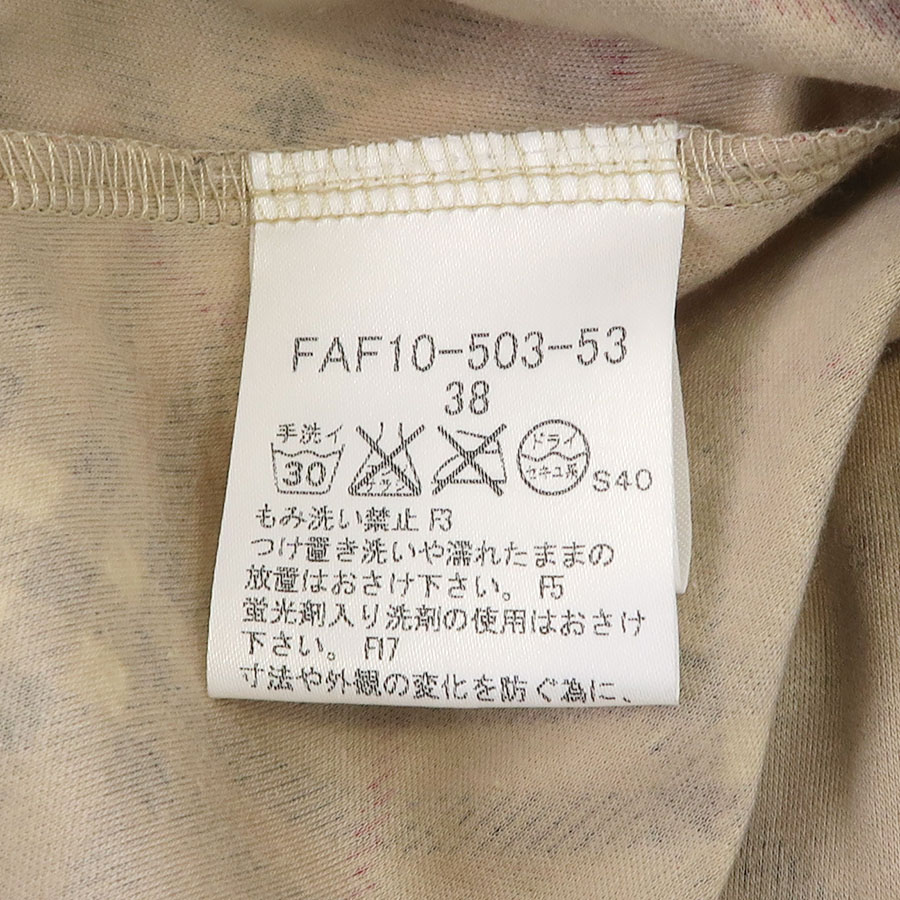 FAF10-503-53
38
手洗イ
30
ドライ
セキユ系
S40
もみ洗い禁止 F3
つけ置き洗いや濡れたままの
放置はおさけ下さい。 F5
蛍光剤入り洗剤の使用はおさけ
下さい。 F17
寸法や外観の変化を防ぐ為に、